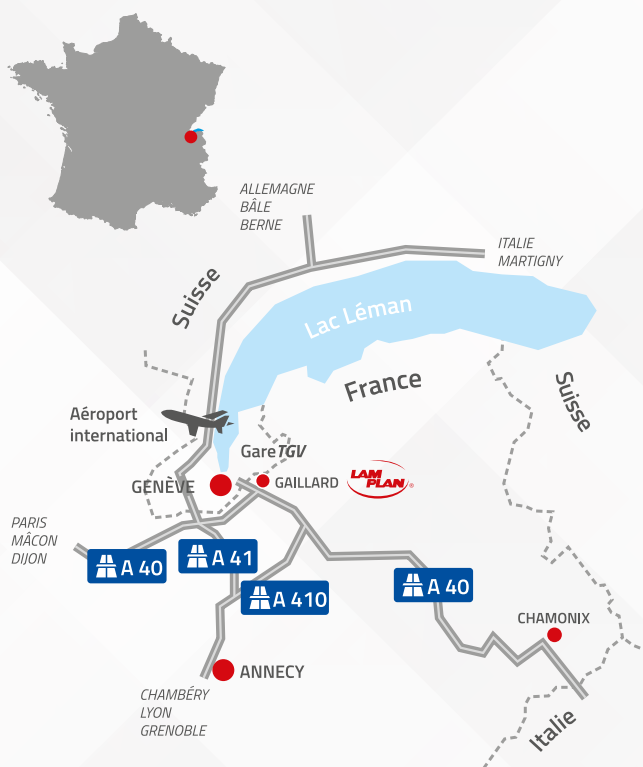 ALLEMAGNE
BÂLE
BERNE
ITALIE
MARTIGNY
Suisse
Lac Léman
France
Suisse
Aéroport
international
Gare TGV
GENÈVE
GAILLARD
LAM
PLAN®
PARIS
MÂCON
DIJON
A 40
A 41
A 410
A 40
CHAMONIX
ANNECY
CHAMBÉRY
LYON
GRENOBLE
Italie